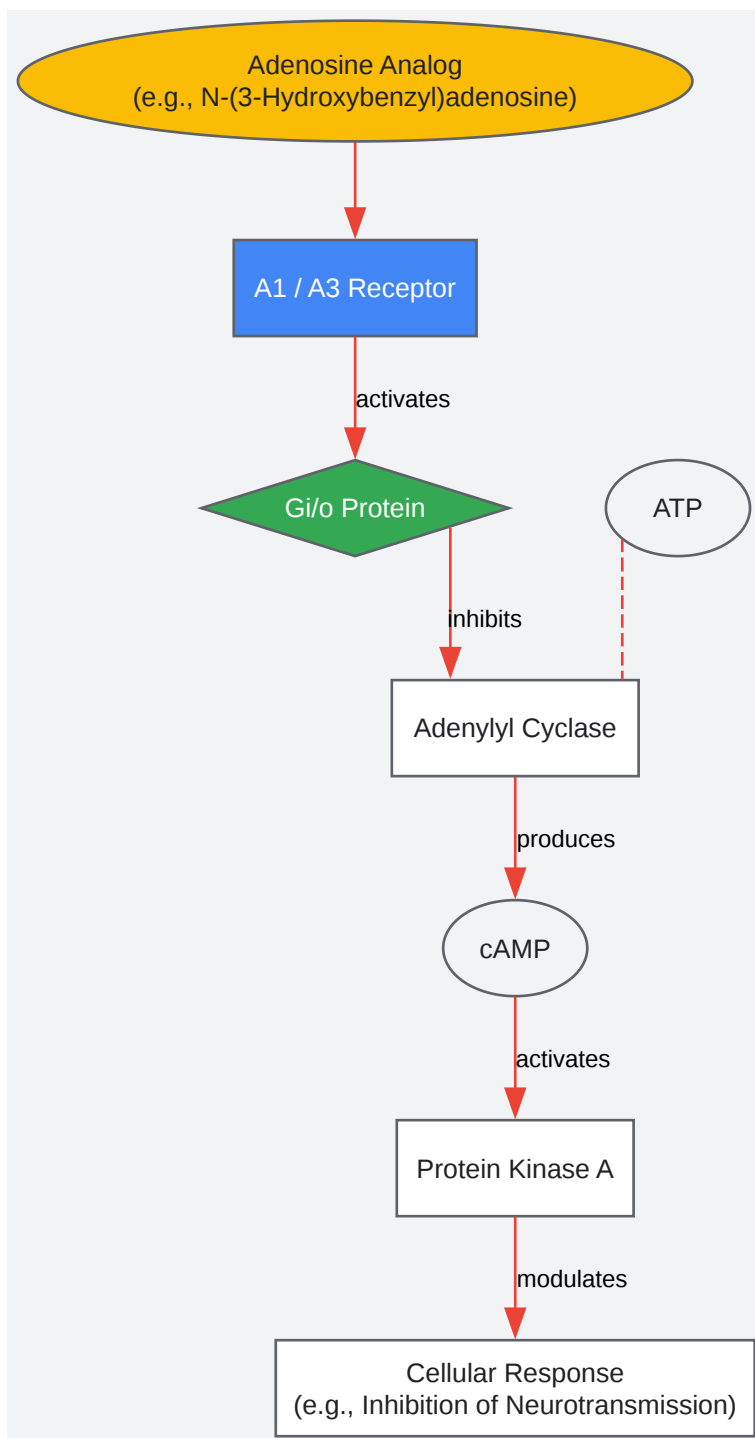 Adenosine Analog
(e.g., N-(3-Hydroxybenzyl)adenosine)
A1 / A3 Receptor
activates
Gi/o Protein
ATP
inhibits
Adenylyl Cyclase
produces
cAMP
activates
Protein Kinase A
modulates
Cellular Response
(e.g., Inhibition of Neurotransmission)